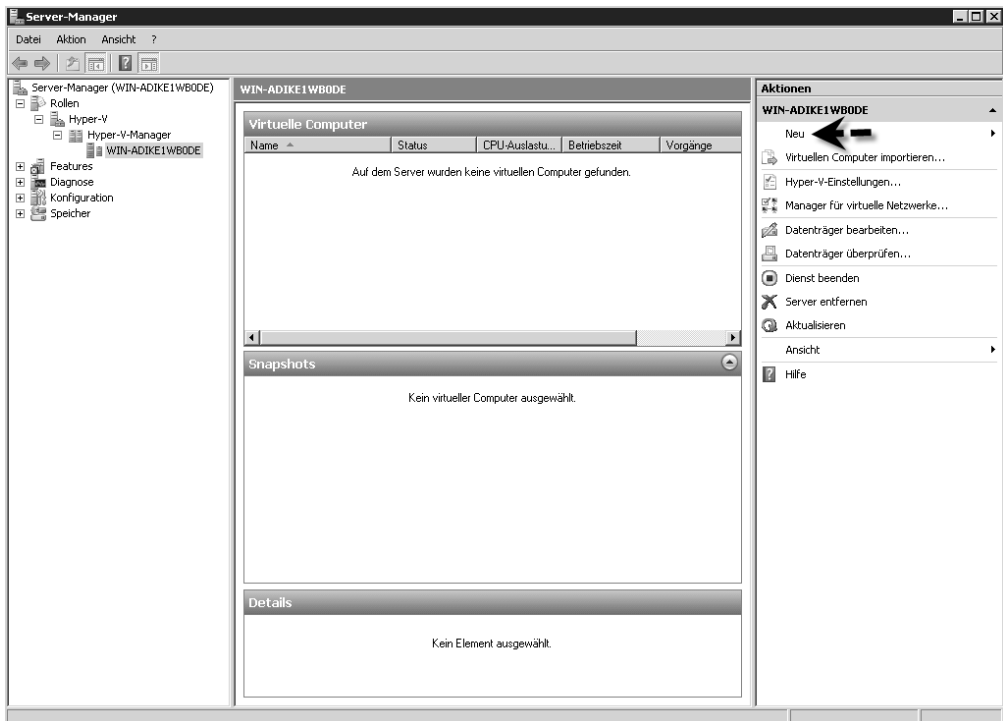 Server-Manager
Datei Aktion Ansicht ?
Server-Manager (WIN-ADIKE1WB0DE)
Rollen
Hyper-V
Hyper-V-Manager
WIN-ADIKE1WB0DE
Features
Diagnose
Konfiguration
Speicher
WIN-ADIKE1WB0DE
Virtuelle Computer
Name Status CPU-Auslastu... Betriebszeit Vorgänge
Auf dem Server wurden keine virtuellen Computer gefunden.
Snapshots
Kein virtueller Computer ausgewählt.
Details
Kein Element ausgewählt.
Aktionen
WIN-ADIKE1WB0DE
Neu
Virtuellen Computer importieren...
Hyper-V-Einstellungen...
Manager für virtuelle Netzwerke...
Datenträger bearbeiten...
Datenträger überprüfen...
Dienst beenden
Server entfernen
Aktualisieren
Ansicht
Hilfe